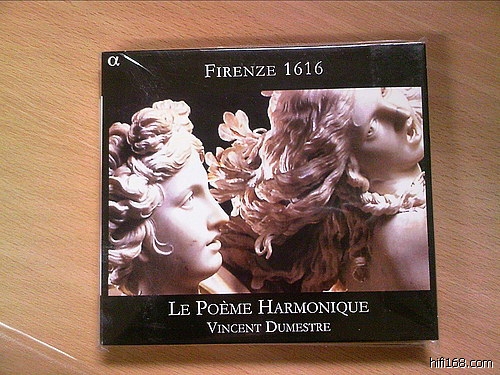 α
FIRENZE 1616
LE POÈME HARMONIQUE
VINCENT DUMESTRE
hifi168.com